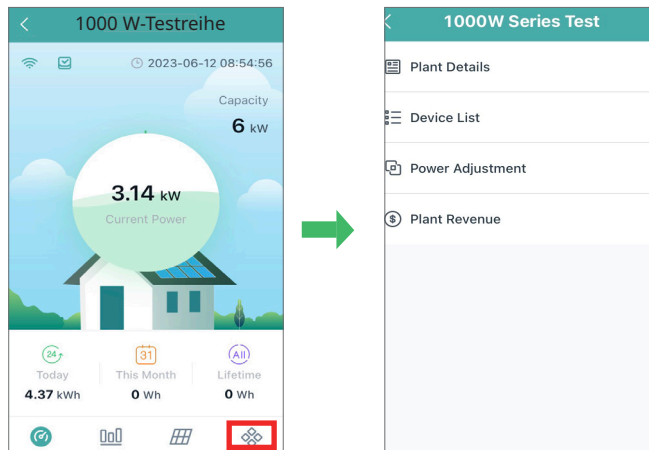 1000 W-Testreihe
2023-06-12 08:54:56
Capacity
6 kW
3.14 kW
Current Power
24
31
All
Today
This Month
Lifetime
4.37 kWh
0 Wh
0 Wh
1000W Series Test
Plant Details
Device List
Power Adjustment
Plant Revenue